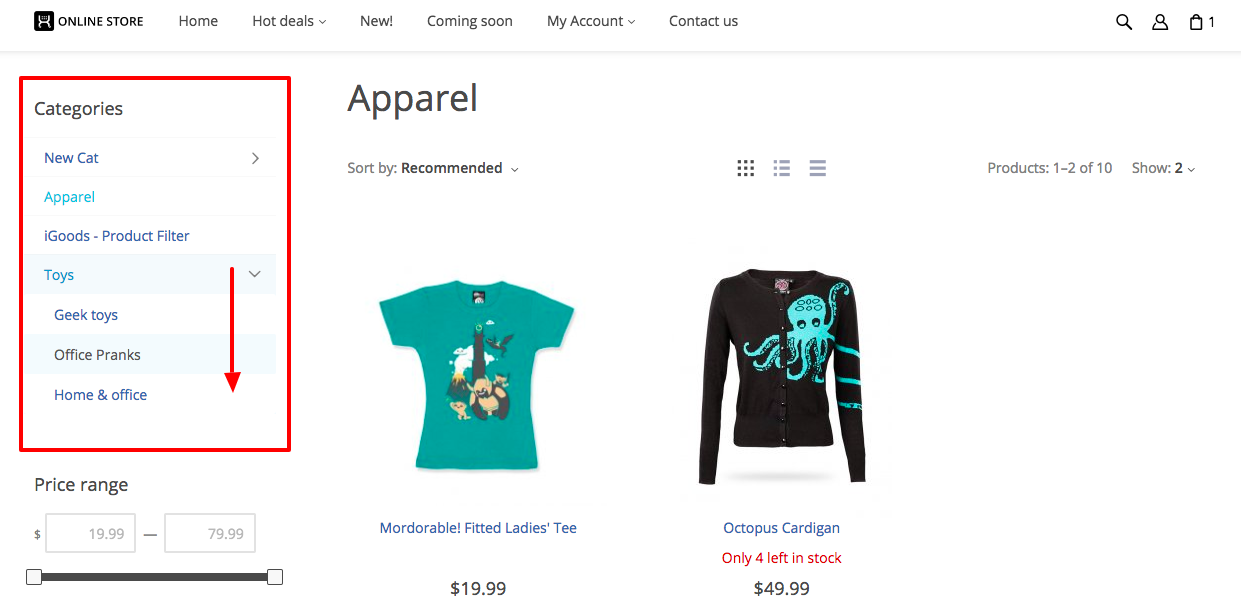 ONLINE STORE Home Hot deals New! Coming soon My Account Contact us 1
Categories
New Cat
Apparel
iGoods - Product Filter
Toys
Geek toys
Office Pranks
Home & office
Price range
$ 19.99 — 79.99
Apparel
Sort by: Recommended Products: 1–2 of 10 Show: 2
Mordorable! Fitted Ladies' Tee
$19.99
Octopus Cardigan
Only 4 left in stock
$49.99